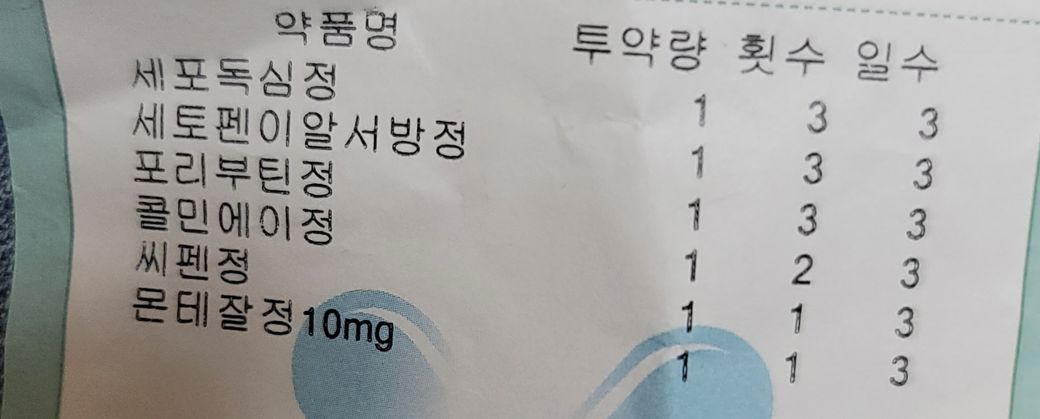 약품명 투약량 횟수 일수
세포독심정 1 3 3
세토펜이알서방정 1 3 3
포리부틴정 1 3 3
콜민에이정 1 2 3
씨펜정 1 1 3
몬테잘정10mg 1 1 3